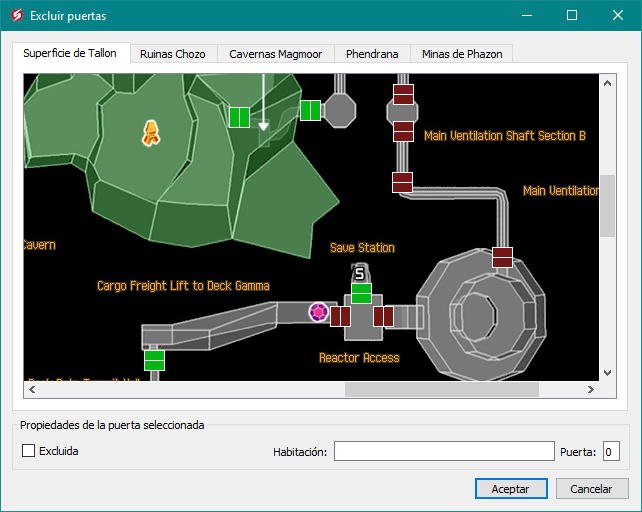 Excluir puertas
Superficie de Tallon
Ruinas Chozo
Cavernas Magmoor
Phendrana
Minas de Phazon
Main Ventilation Shaft Section B
Main Ventilation
Cavern
Save Station
S
Cargo Freight Lift to Deck Gamma
Reactor Access
Propiedades de la puerta seleccionada
Excluida
Habitación:
Puerta: 0
Aceptar
Cancelar